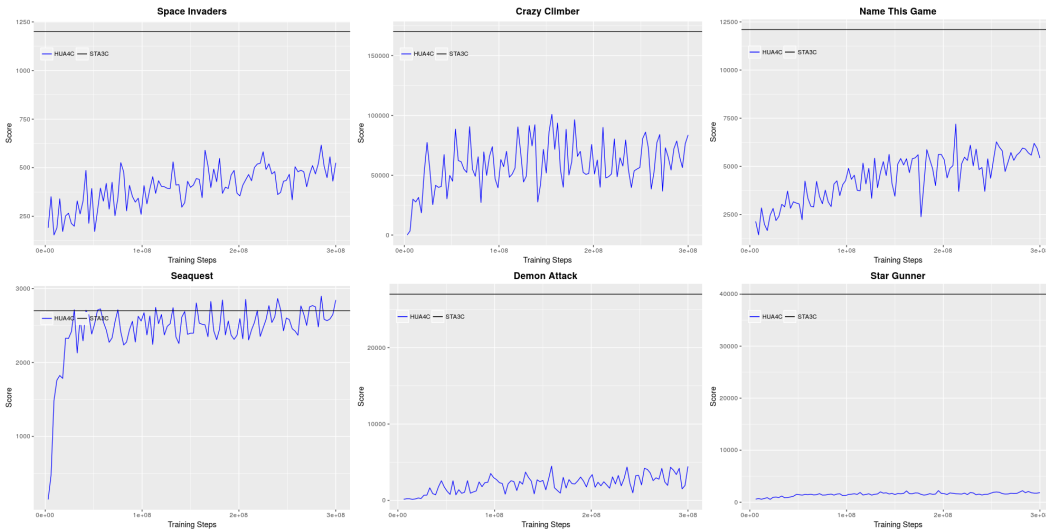 Space Invaders
1250
1000
750
500
250
Score
HUA4C STA3C
0e+00 1e+08 2e+08 3e+08
Training Steps
Crazy Climber
150000
100000
50000
0
Score
HUA4C STA3C
0e+00 1e+08 2e+08 3e+08
Training Steps
Name This Game
12500
10000
7500
5000
2500
Score
HUA4C STA3C
0e+00 1e+08 2e+08 3e+08
Training Steps
Seaquest
3000
2000
1000
Score
HUA4C STA3C
0e+00 1e+08 2e+08 3e+08
Training Steps
Demon Attack
20000
10000
0
Score
HUA4C STA3C
0e+00 1e+08 2e+08 3e+08
Training Steps
Star Gunner
40000
30000
20000
10000
0
Score
HUA4C STA3C
0e+00 1e+08 2e+08 3e+08
Training Steps